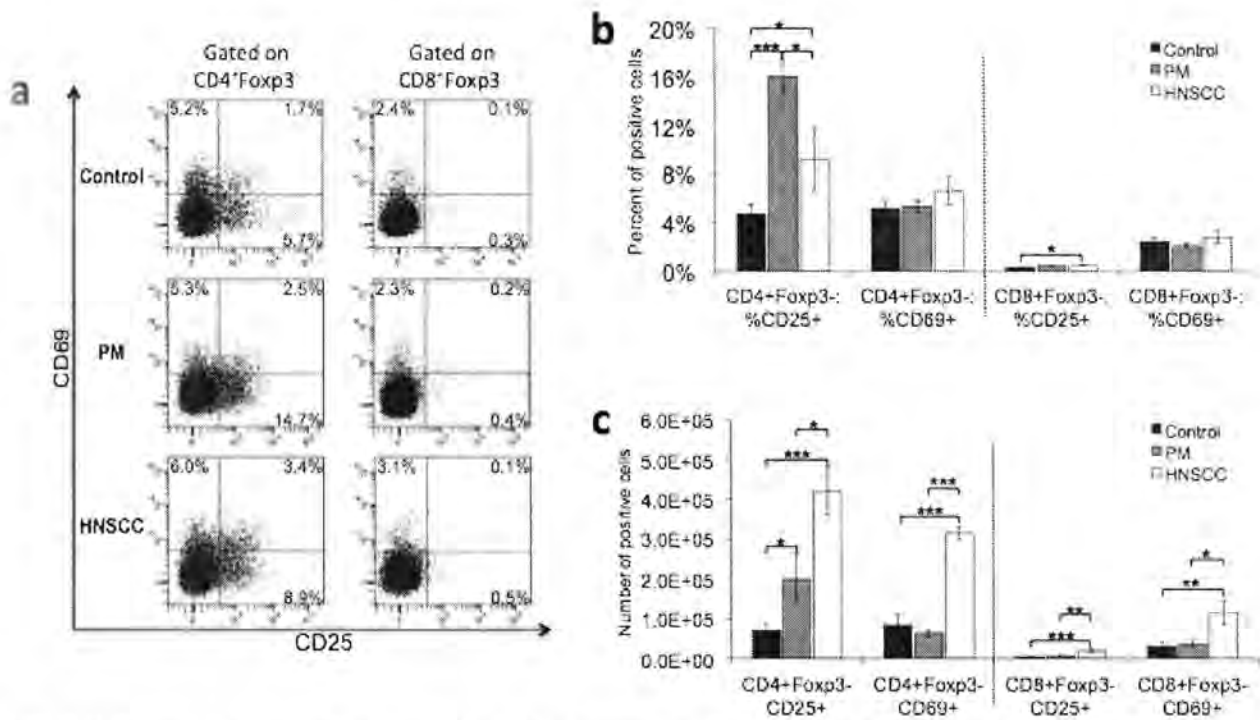 a
Gated on
CD4+Foxp3
Gated on
CD8+Foxp3
CD69
Control
5.2% 1.7%
5.7%
2.4% 0.1%
0.3%
PM
5.3% 2.5%
14.7%
2.3% 0.2%
0.4%
HNSCC
6.0% 3.4%
8.9%
3.1% 0.1%
0.5%
CD25
b
Percent of positive cells
20%
16%
12%
8%
4%
0%
*
*** *
*
Control
PM
HNSCC
CD4+Foxp3-: CD4+Foxp3-: CD8+Foxp3-: CD8+Foxp3-:
%CD25+ %CD69+ %CD25+ %CD69+
c
Number of positive cells
6.0E+05
5.0E+05
4.0E+05
3.0E+05
2.0E+05
1.0E+05
0.0E+00
*
***
*
***
***
**
***
*
**
Control
PM
HNSCC
CD4+Foxp3- CD4+Foxp3- CD8+Foxp3- CD8+Foxp3-
CD25+ CD69+ CD25+ CD69+